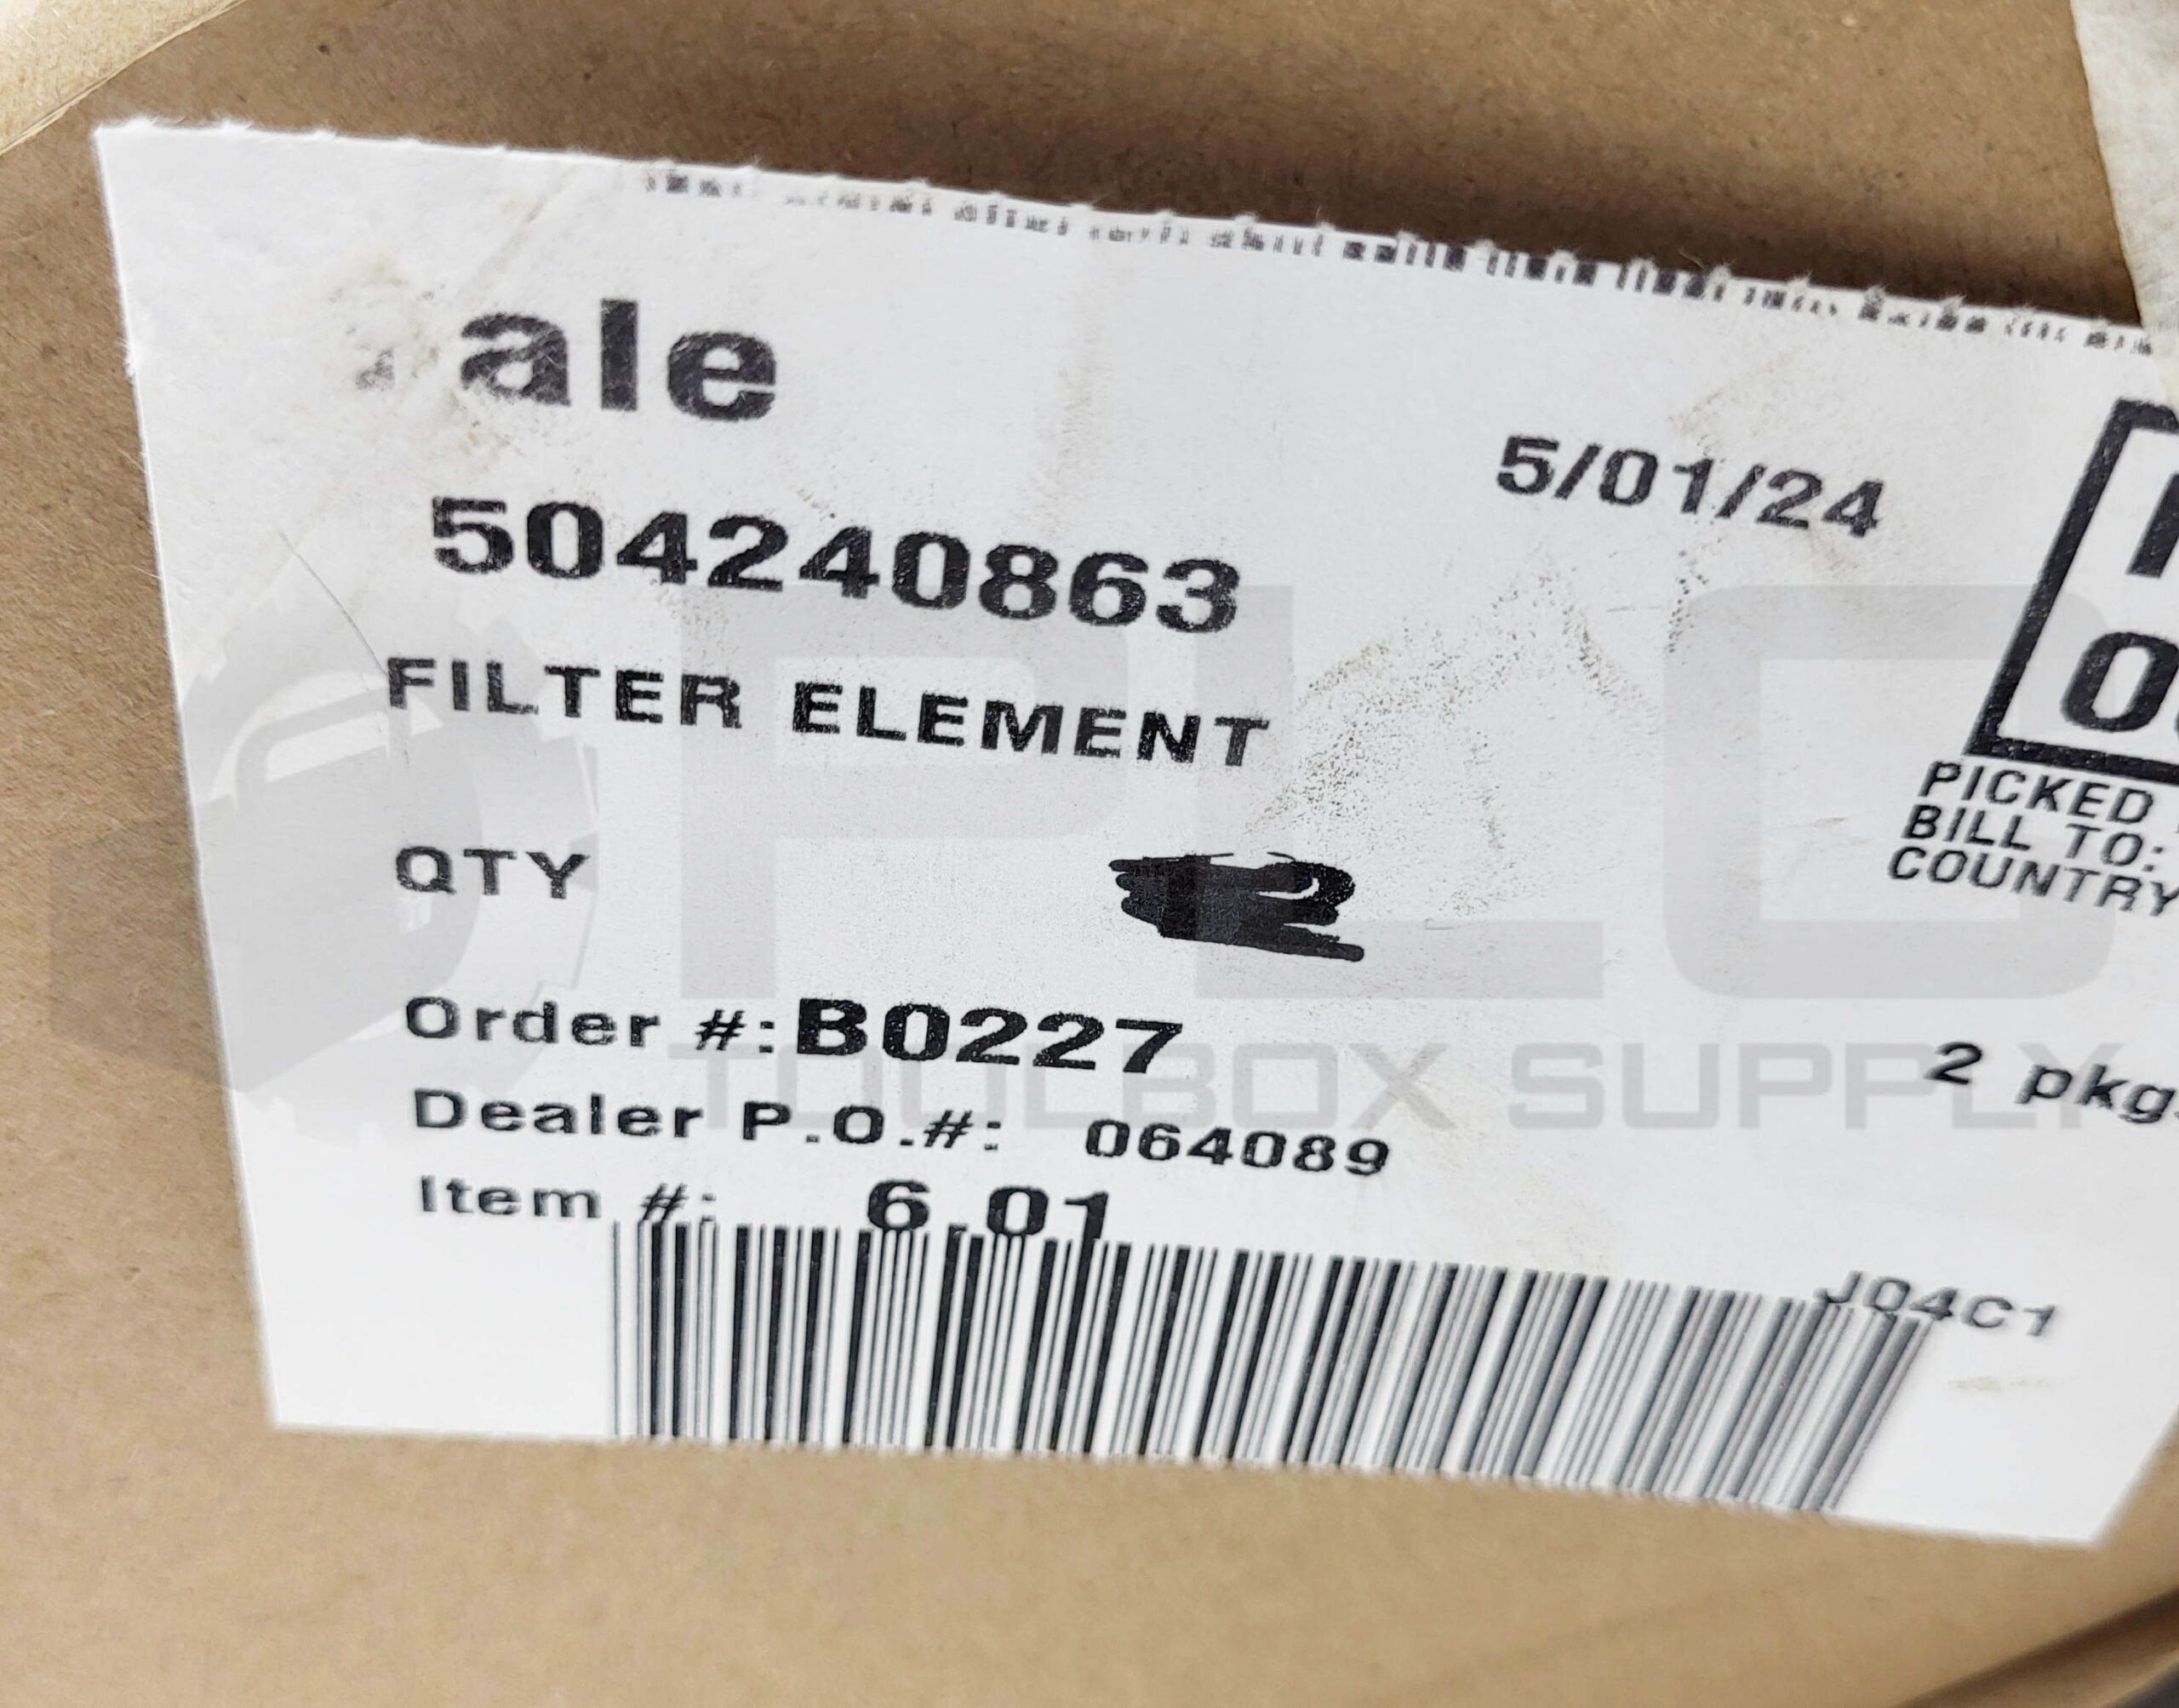 ale
5/01/24
504240863
FILTER ELEMENT
PICKED
BILL TO:
COUNTRY
QTY
Order #: B0227
2 pkg
Dealer P.O.#: 064089
Item #: 6.01
J04C1
PLC
TOOLBOX SUPPLY